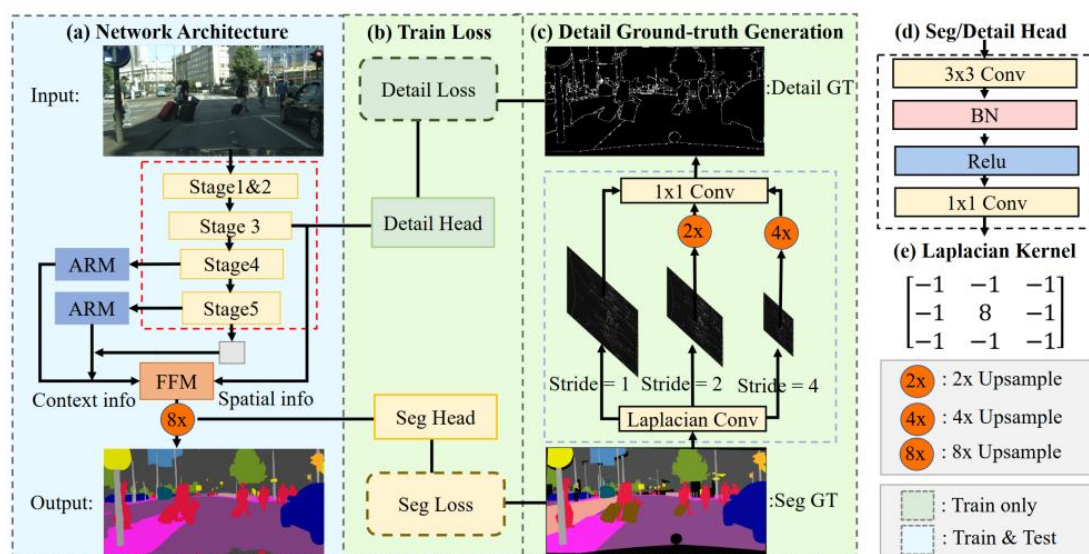 (a) Network Architecture
Input:
Stage1&2
Stage 3
Stage4
Stage5
ARM
ARM
FFM
Context info
Spatial info
8x
Output:
(b) Train Loss
Detail Loss
Detail Head
Seg Head
Seg Loss
(c) Detail Ground-truth Generation
:Detail GT
1x1 Conv
2x
4x
Stride = 1
Stride = 2
Stride = 4
Laplacian Conv
:Seg GT
(d) Seg/Detail Head
3x3 Conv
BN
Relu
1x1 Conv
(e) Laplacian Kernel
−1 −1 −1
−1 8 −1
−1 −1 −1
2x : 2x Upsample
4x : 4x Upsample
8x : 8x Upsample
: Train only
: Train & Test